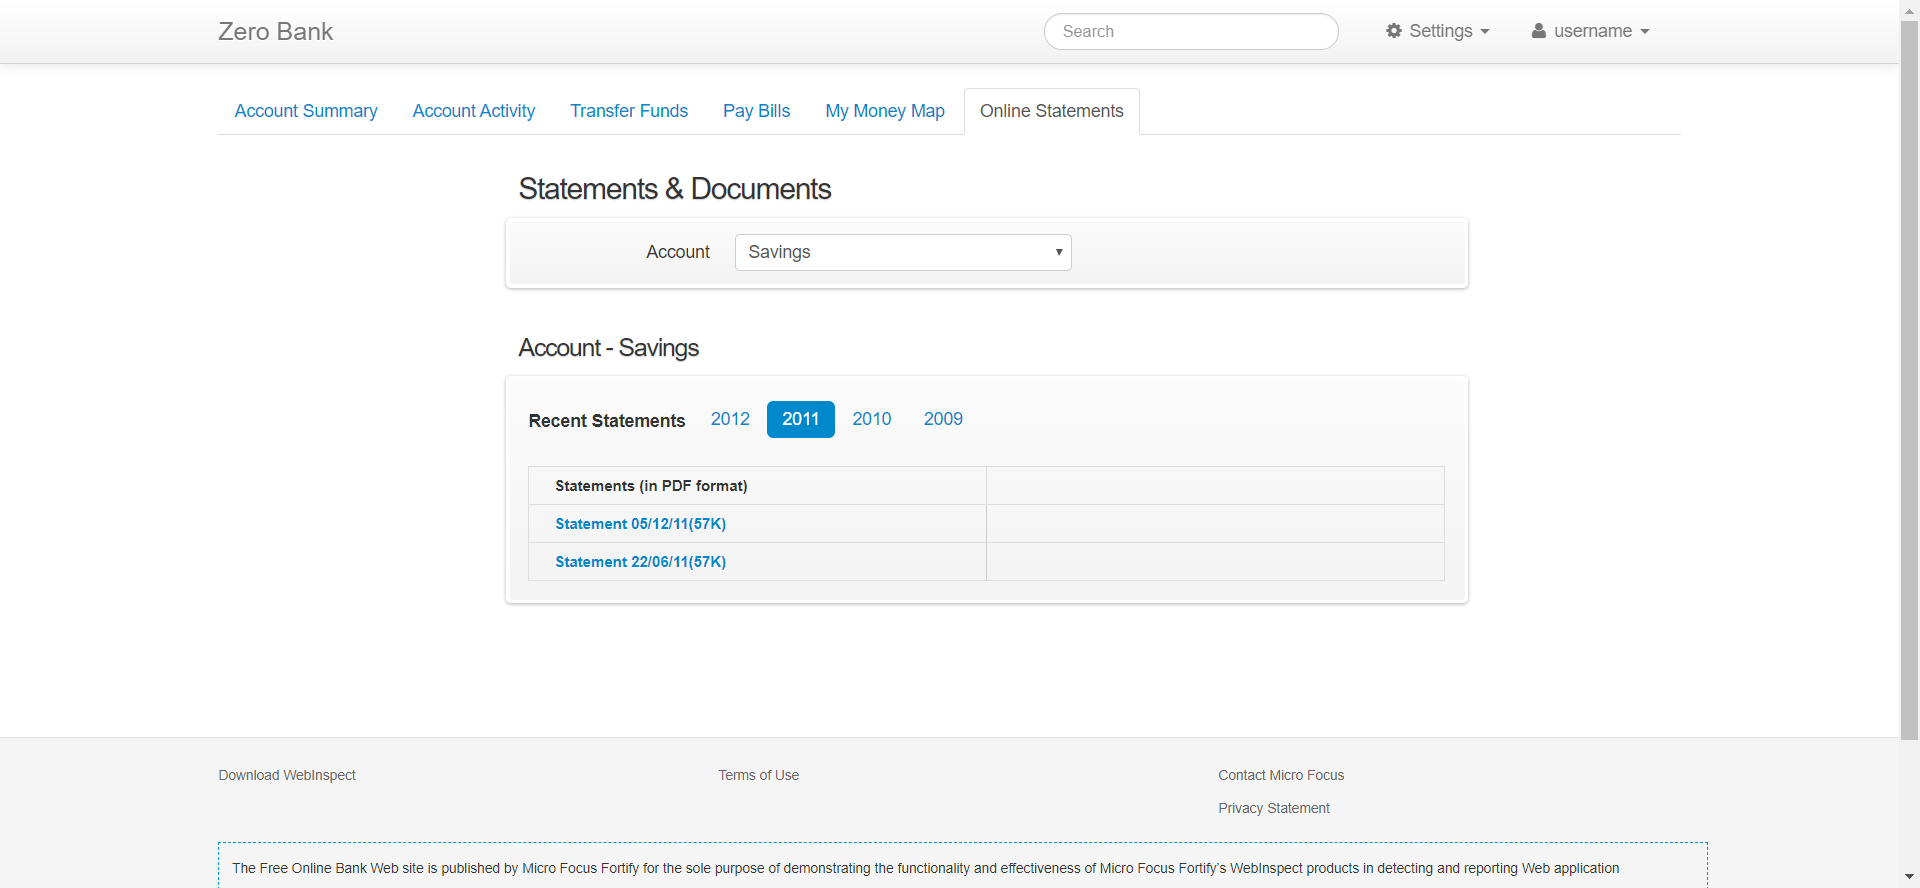 Zero Bank
Search
Settings
username
Account Summary
Account Activity
Transfer Funds
Pay Bills
My Money Map
Online Statements
Statements & Documents
Account
Savings
Account - Savings
Recent Statements
2012
2011
2010
2009
Statements (in PDF format)
Statement 05/12/11(57K)
Statement 22/06/11(57K)
Download WebInspect
Terms of Use
Contact Micro Focus
Privacy Statement
The Free Online Bank Web site is published by Micro Focus Fortify for the sole purpose of demonstrating the functionality and effectiveness of Micro Focus Fortify's WebInspect products in detecting and reporting Web application